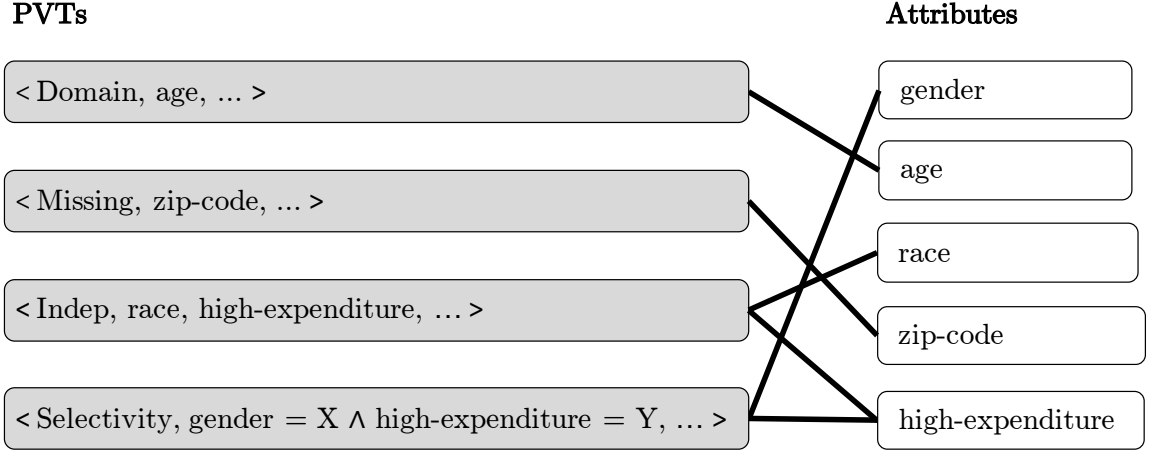 PVTs
Attributes
< Domain, age, ... >
gender
age
< Missing, zip-code, ... >
race
< Indep, race, high-expenditure, ... >
zip-code
< Selectivity, gender = X ∧ high-expenditure = Y, ... >
high-expenditure